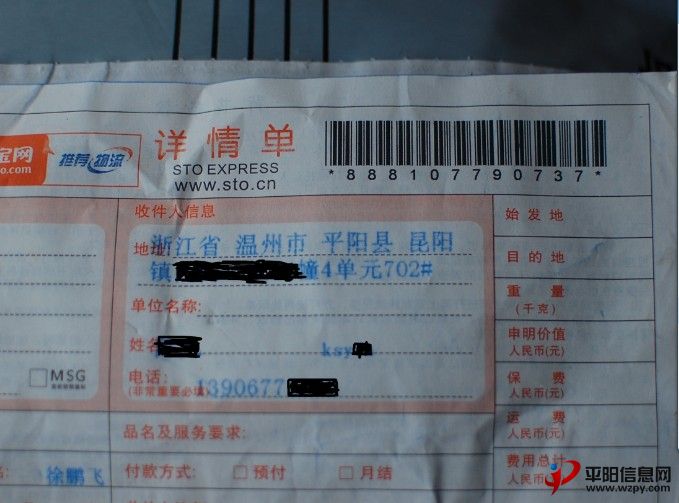 宝网
o.com
推荐物流
详情单
STO EXPRESS
www.sto.cn
*888107790737*
收件人信息
地址:浙江省 温州市 平阳县 昆阳
镇 幢4单元702#
单位名称:
姓名 ksy
电话: 1390677
(非常重要必填)
MSG
品名及服务要求:
徐鹏飞
付款方式: □ 预付 □ 月结
始发地
目的地
重量
(千克)
申明价值
人民币(元)
保费
人民币(元)
运费
人民币(元)
费用总计
人民币(元)
平阳信息网
www.wzpy.com